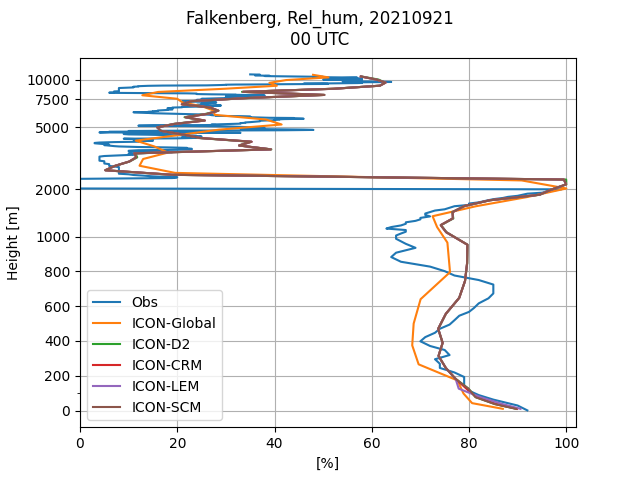 Falkenberg, Rel_hum, 20210921
00 UTC
10000
7500
5000
2000
1000
800
600
400
200
0
Height [m]
Obs
ICON-Global
ICON-D2
ICON-CRM
ICON-LEM
ICON-SCM
0 20 40 60 80 100
[%]